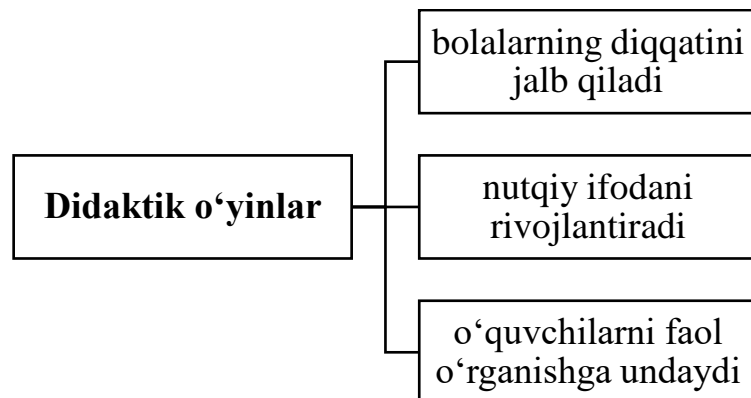 Didaktik o‘yinlar
bolalarning diqqatini
jalb qiladi
nutqiy ifodani
rivojlantiradi
o‘quvchilarni faol
o‘rganishga undaydi